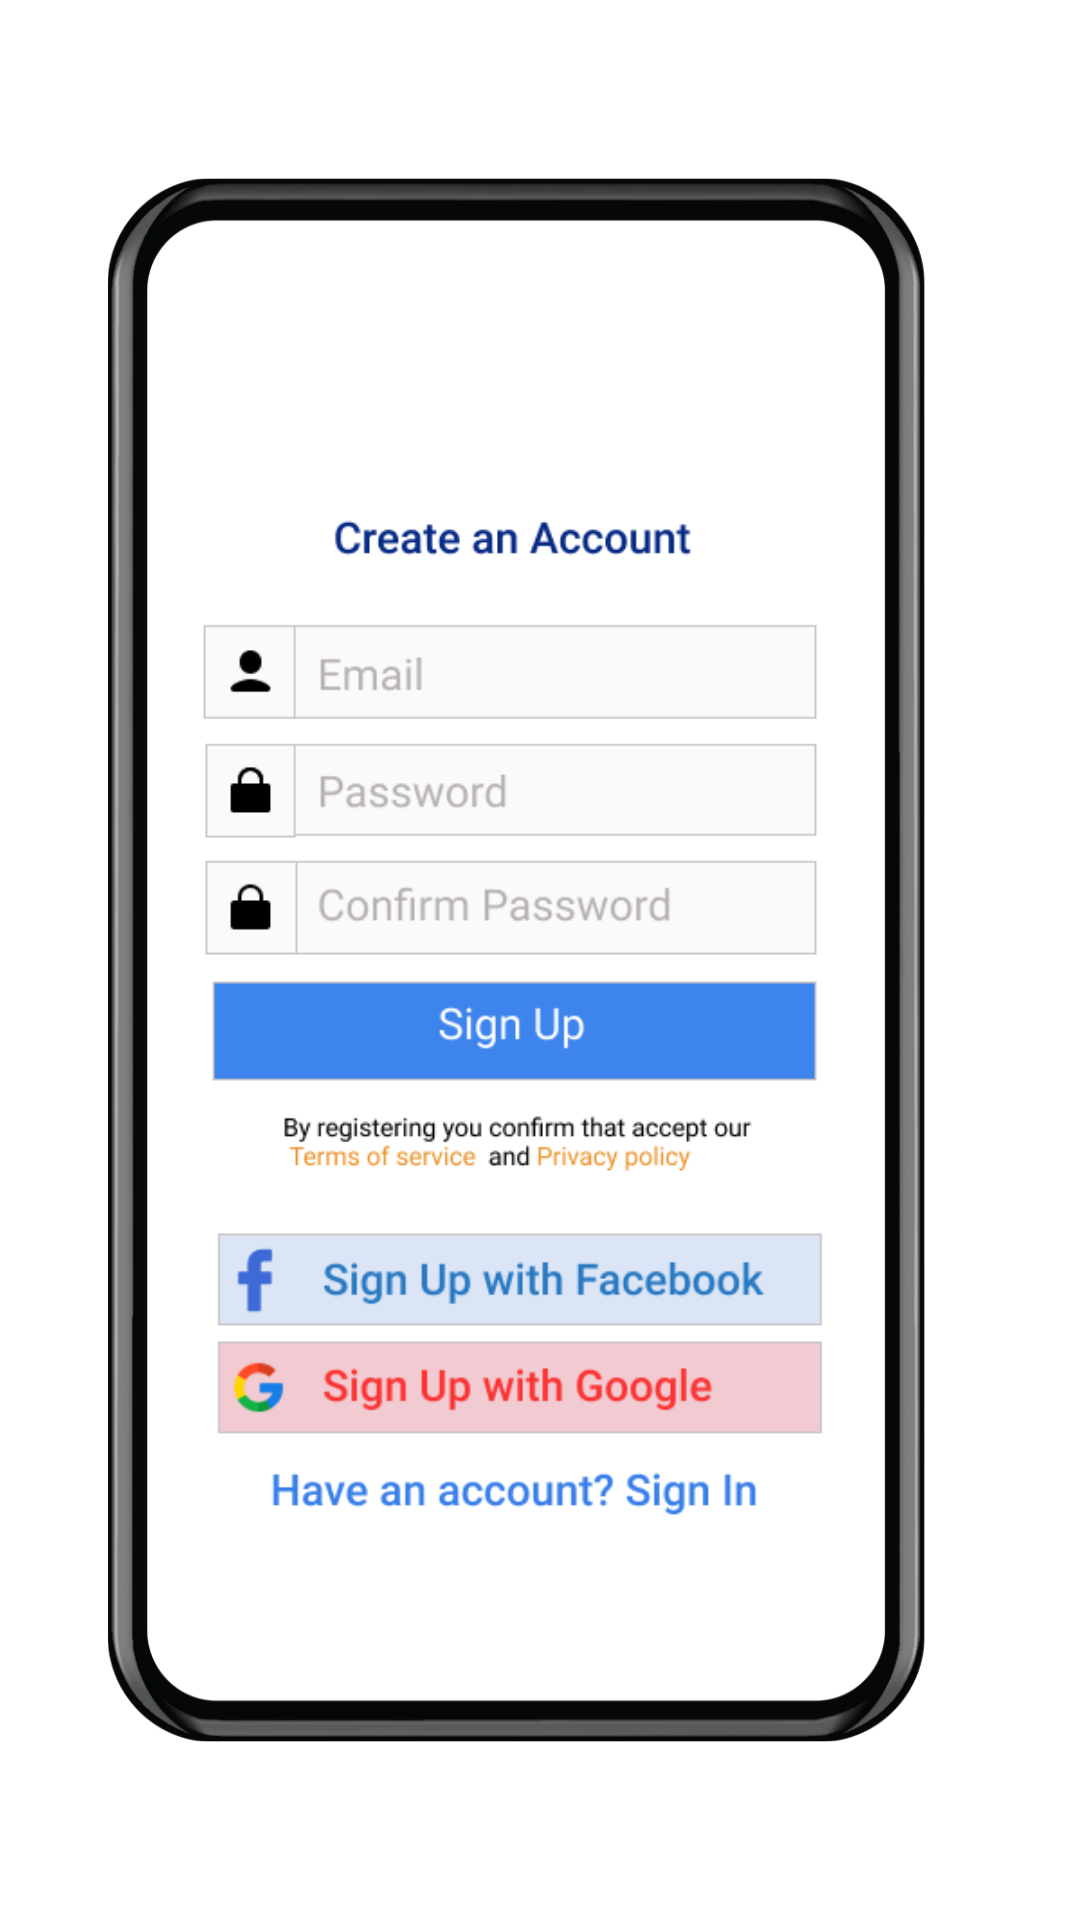 Create an Account
Email
Password
Confirm Password
Sign Up
By registering you confirm that accept our
Terms of service and Privacy policy
Sign Up with Facebook
Sign Up with Google
Have an account? Sign In